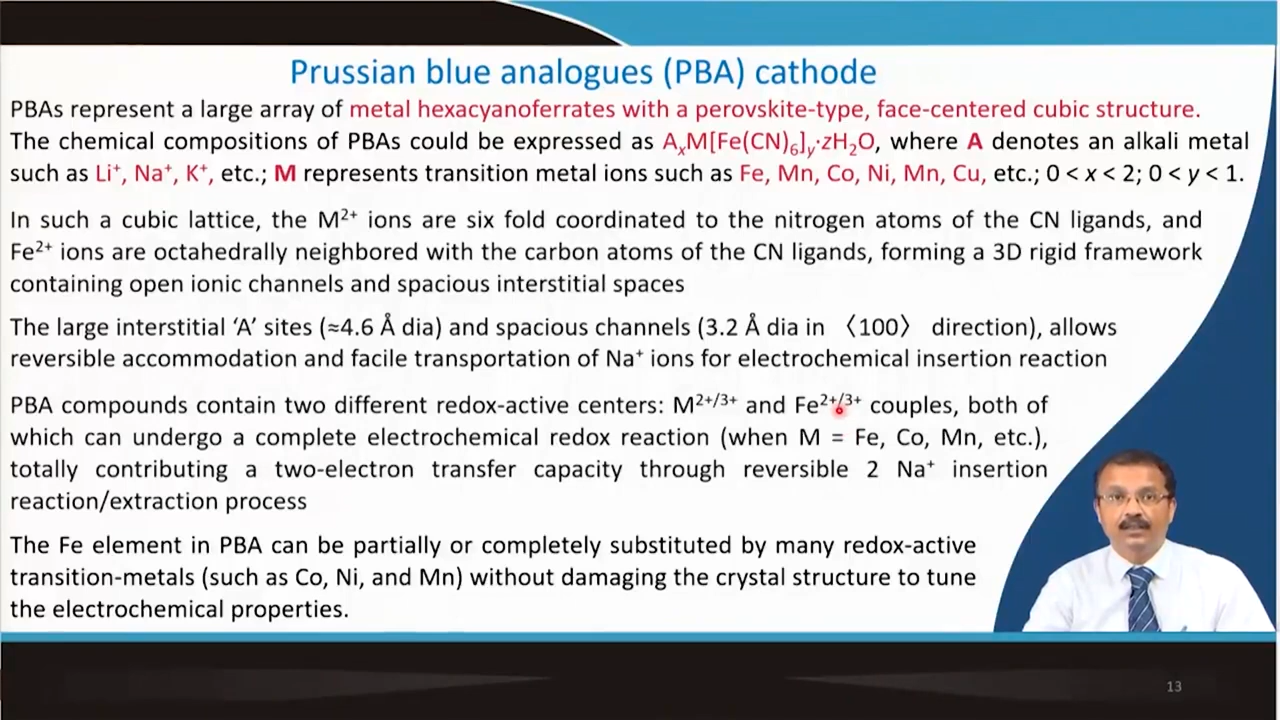 Prussian blue analogues (PBA) cathode
PBAs represent a large array of metal hexacyanoferrates with a perovskite-type, face-centered cubic structure.
The chemical compositions of PBAs could be expressed as AₓM[Fe(CN)₆]ᵧ·zH₂O, where A denotes an alkali metal
such as Li⁺, Na⁺, K⁺, etc.; M represents transition metal ions such as Fe, Mn, Co, Ni, Mn, Cu, etc.; 0 < x < 2; 0 < y < 1.
In such a cubic lattice, the M²⁺ ions are six fold coordinated to the nitrogen atoms of the CN ligands, and
Fe²⁺ ions are octahedrally neighbored with the carbon atoms of the CN ligands, forming a 3D rigid framework
containing open ionic channels and spacious interstitial spaces
The large interstitial ‘A’ sites (≈4.6 Å dia) and spacious channels (3.2 Å dia in 〈100〉 direction), allows
reversible accommodation and facile transportation of Na⁺ ions for electrochemical insertion reaction
PBA compounds contain two different redox-active centers: M²⁺/³⁺ and Fe²⁺/³⁺ couples, both of
which can undergo a complete electrochemical redox reaction (when M = Fe, Co, Mn, etc.),
totally contributing a two-electron transfer capacity through reversible 2 Na⁺ insertion
reaction/extraction process
The Fe element in PBA can be partially or completely substituted by many redox-active
transition-metals (such as Co, Ni, and Mn) without damaging the crystal structure to tune
the electrochemical properties.
13